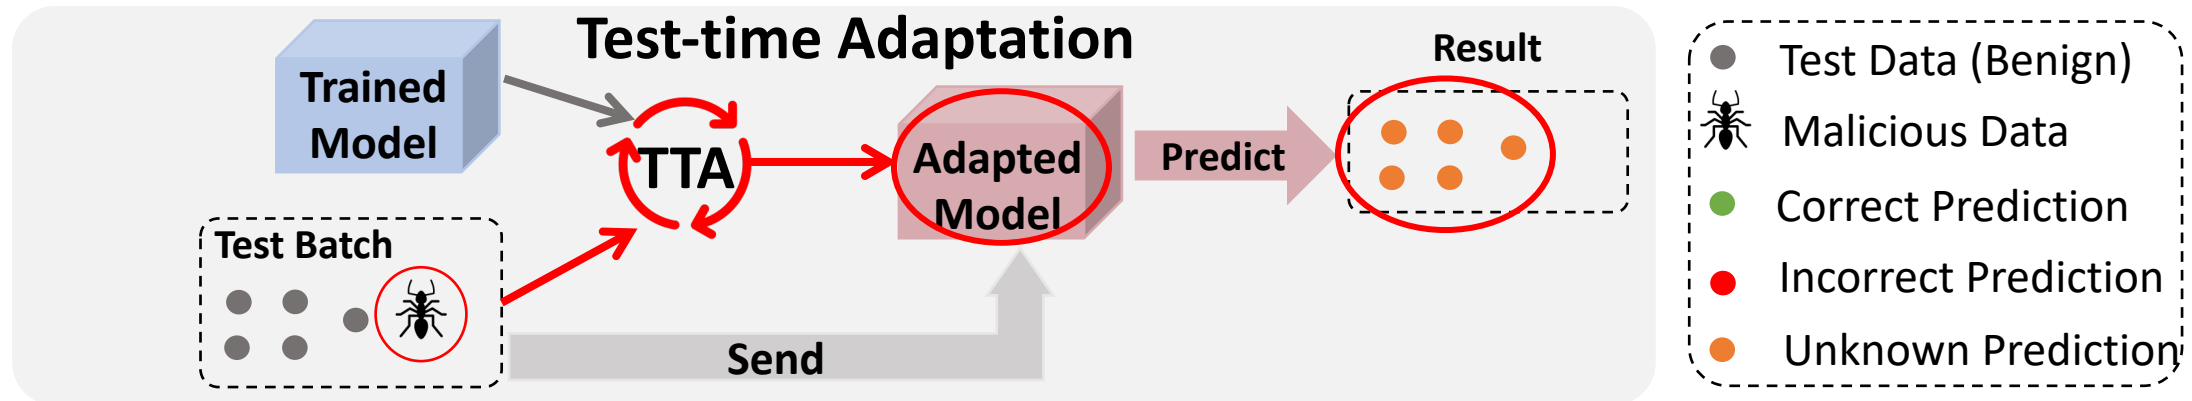 Test-time Adaptation
Trained
Model
TTA
Adapted
Model
Predict
Result
Test Batch
Send
Test Data (Benign)
Malicious Data
Correct Prediction
Incorrect Prediction
Unknown Prediction